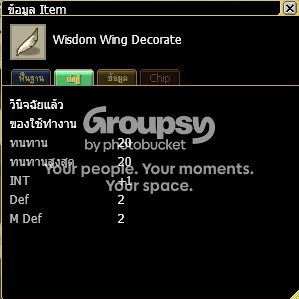 ข้อมูล Item
Wisdom Wing Decorate
พื้นฐาน
ข้อมูล
Chip
วินิจฉัยแล้ว
ของใช้ทำงาน
ทนทาน 20
ทนทานสูงสุด 20
INT +1
Def 2
M Def 2
Groupsy
by photobucket
Your people. Your moments.
Your space.